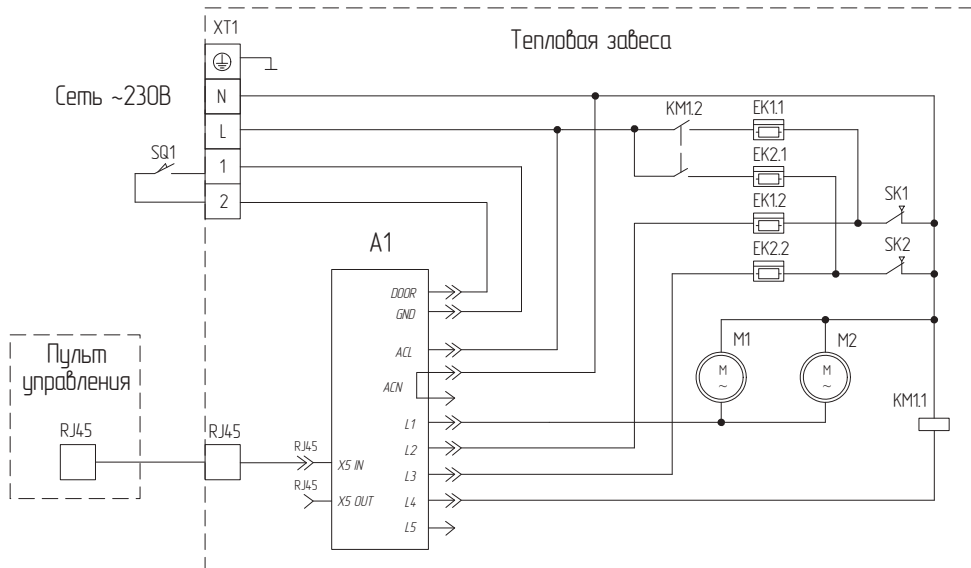 XT1
Тепловая завеса
Сеть ~230В
N
L
1
2
SQ1
KM1.2
EK1.1
EK2.1
EK1.2
EK2.2
SK1
SK2
A1
DOOR
GND
ACL
ACN
L1
L2
L3
L4
L5
X5 IN
X5 OUT
RJ45
RJ45
M1
M
~
M2
M
~
KM1.1
Пульт
управления
RJ45
RJ45